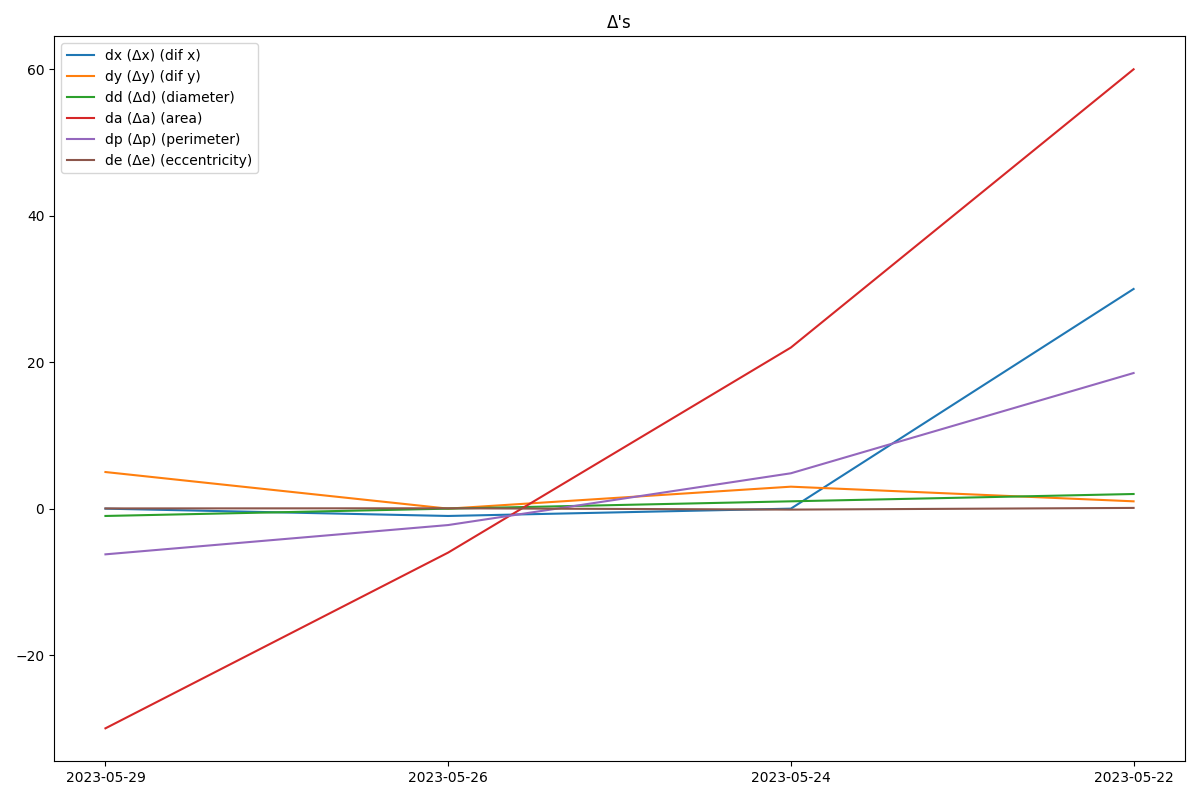 Δ's
dx (Δx) (dif x)
dy (Δy) (dif y)
dd (Δd) (diameter)
da (Δa) (area)
dp (Δp) (perimeter)
de (Δe) (eccentricity)
60
40
20
0
−20
2023-05-29
2023-05-26
2023-05-24
2023-05-22